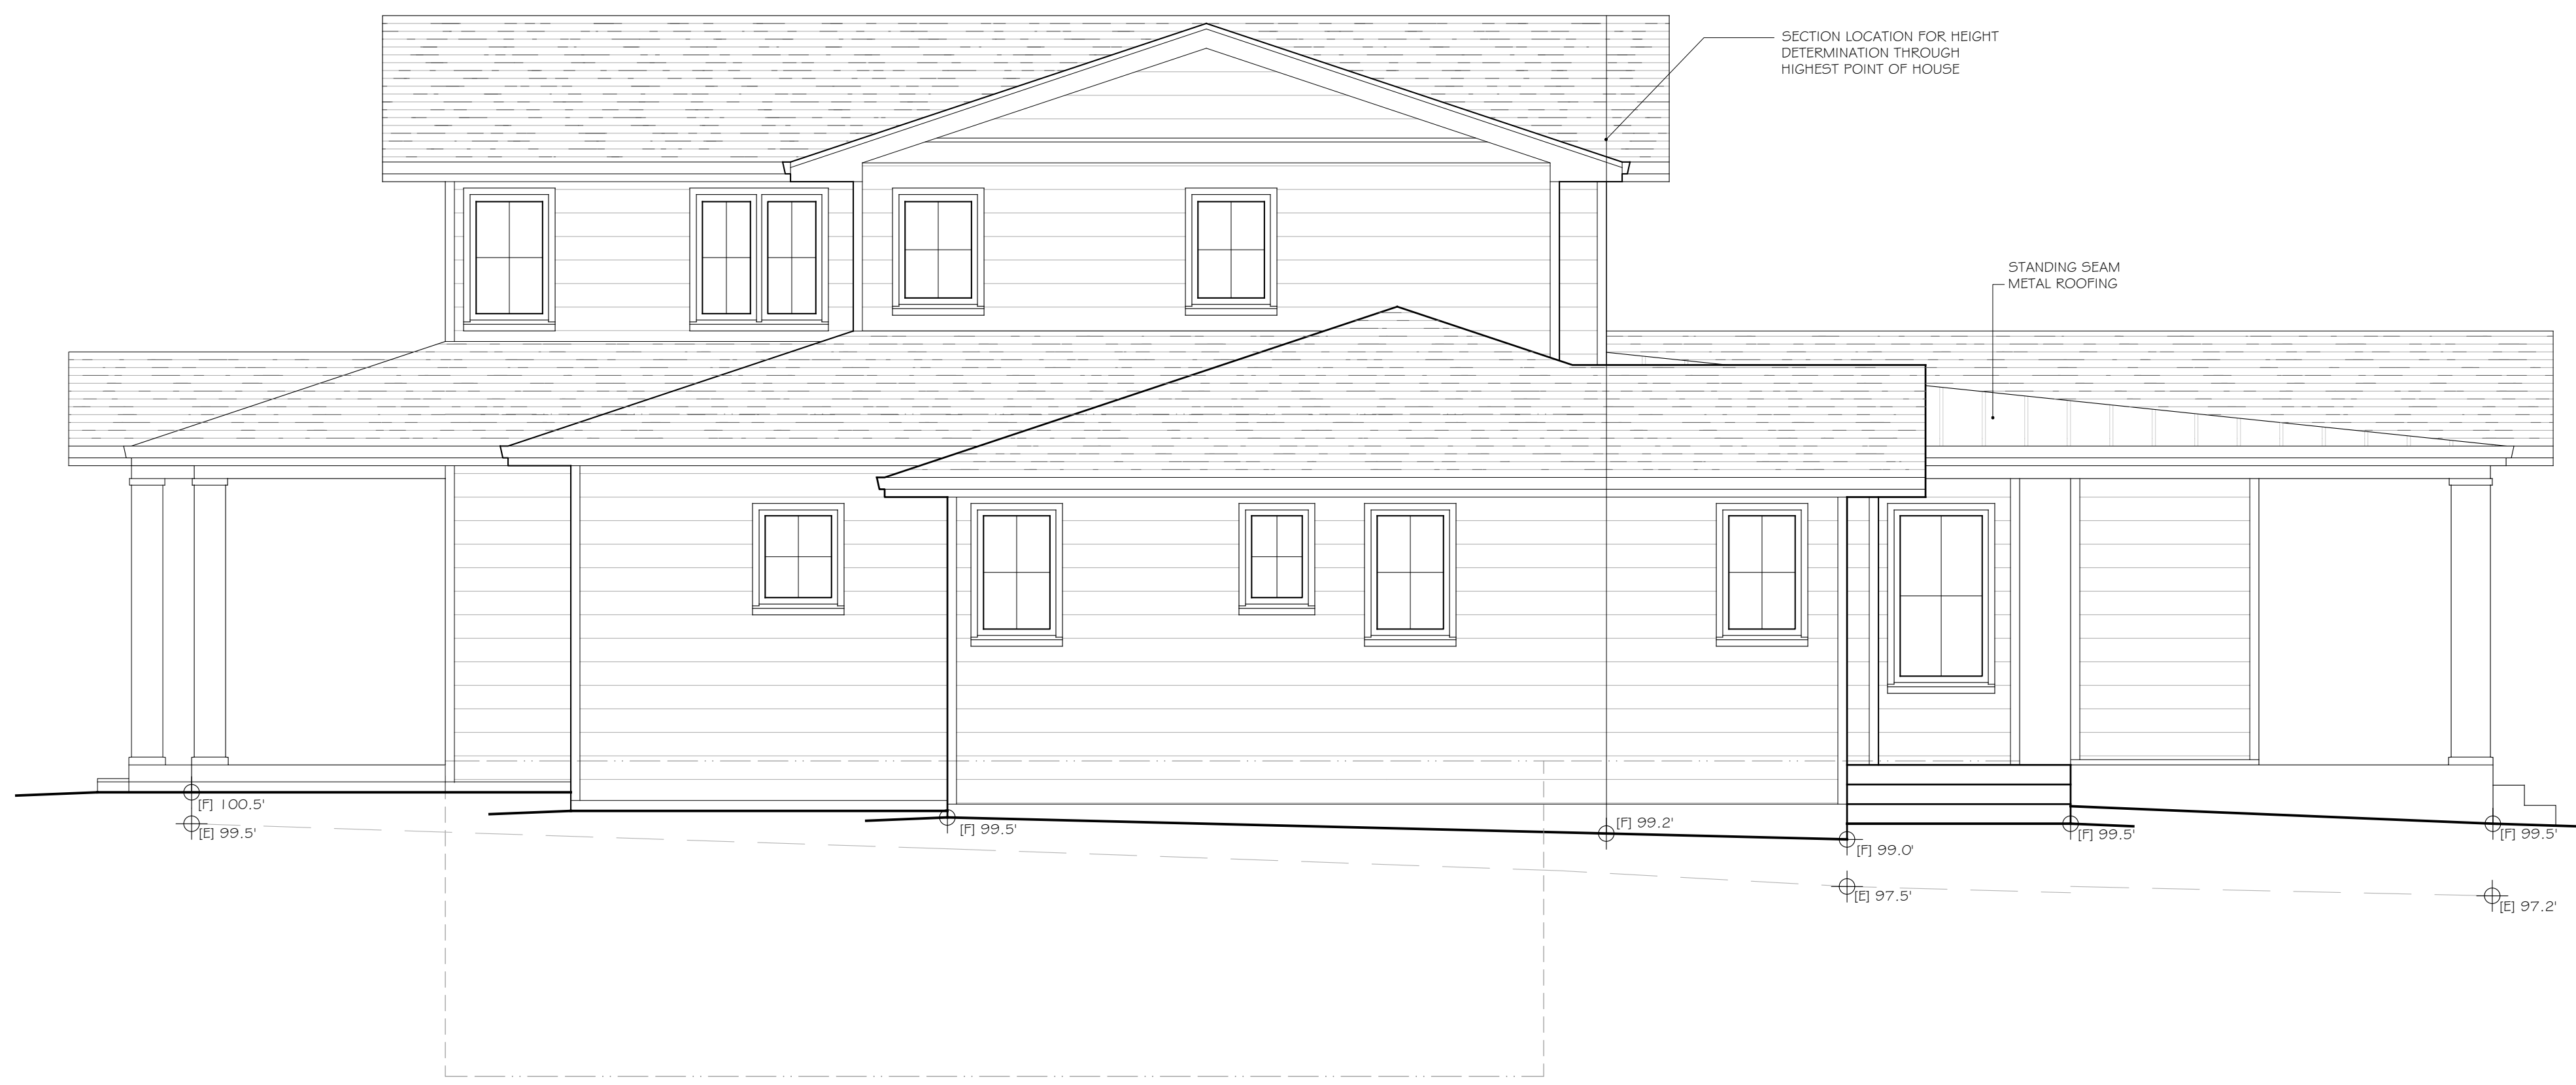 SECTION LOCATION FOR HEIGHT
DETERMINATION THROUGH
HIGHEST POINT OF HOUSE
STANDING SEAM
METAL ROOFING
[F] 100.5'
[E] 99.5'
[F] 99.5'
[F] 99.2'
[F] 99.0'
[E] 97.5'
[F] 99.5'
[F] 99.5'
[E] 97.2'